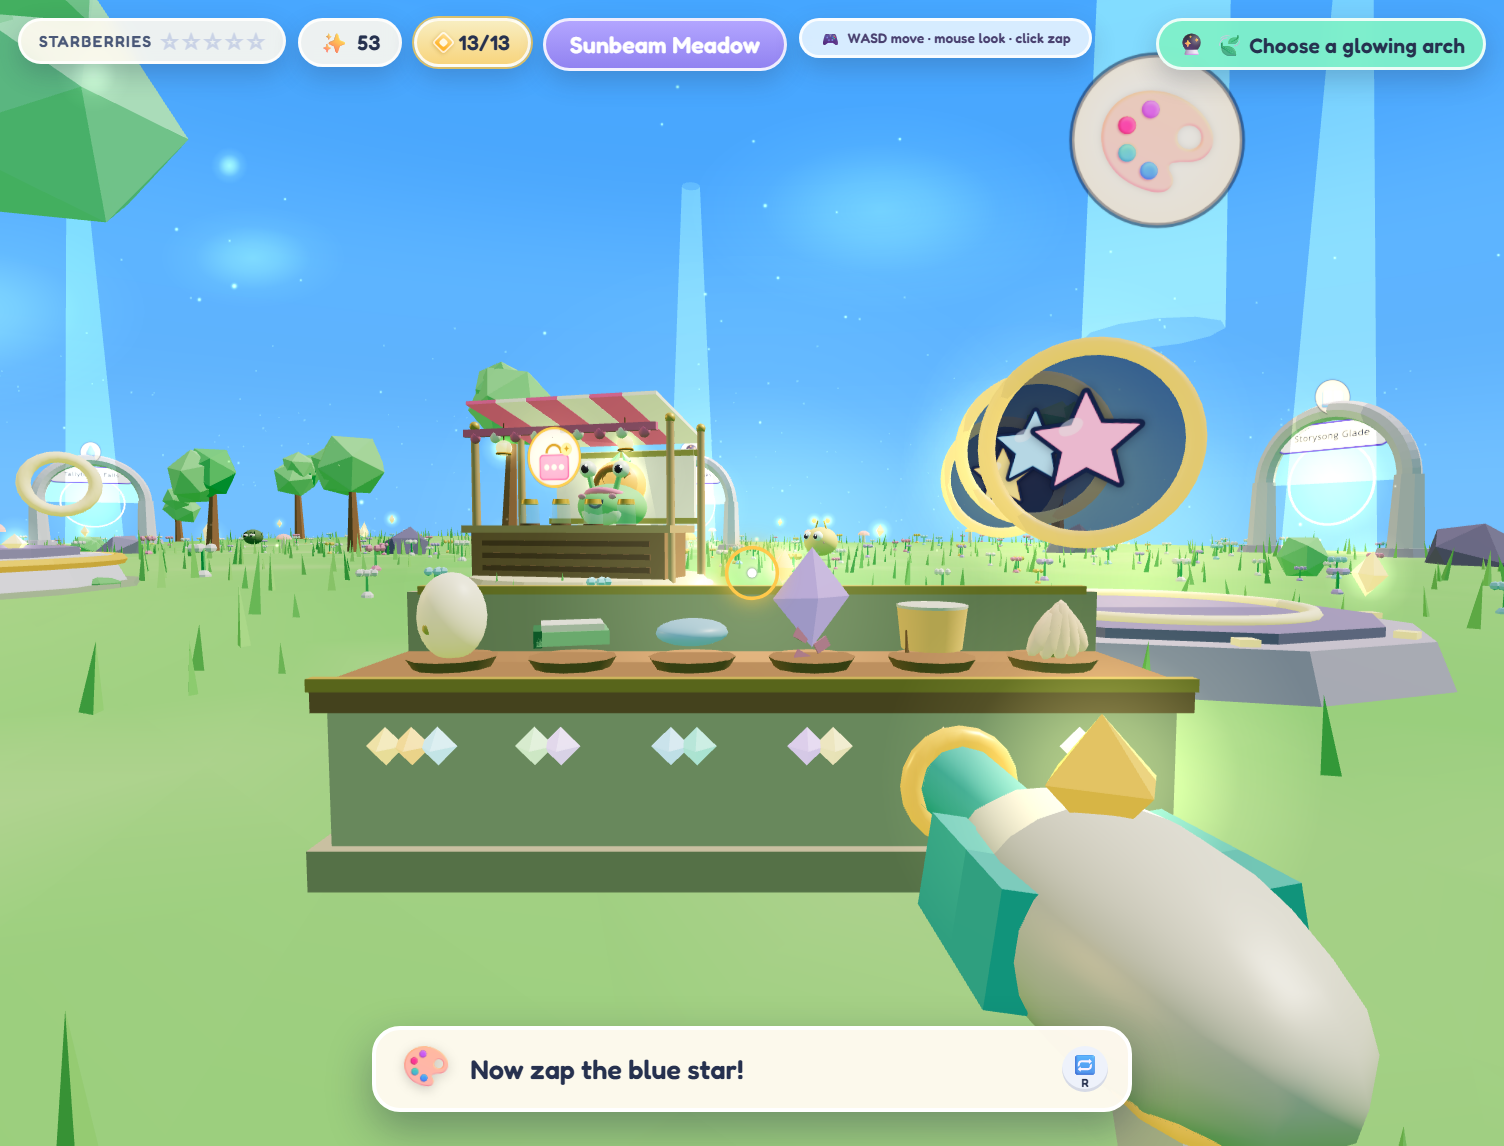 STARBERRIES
53
13/13
Sunbeam Meadow
WASD move · mouse look · click zap
Choose a glowing arch
Storysong Glade
Now zap the blue star!
R